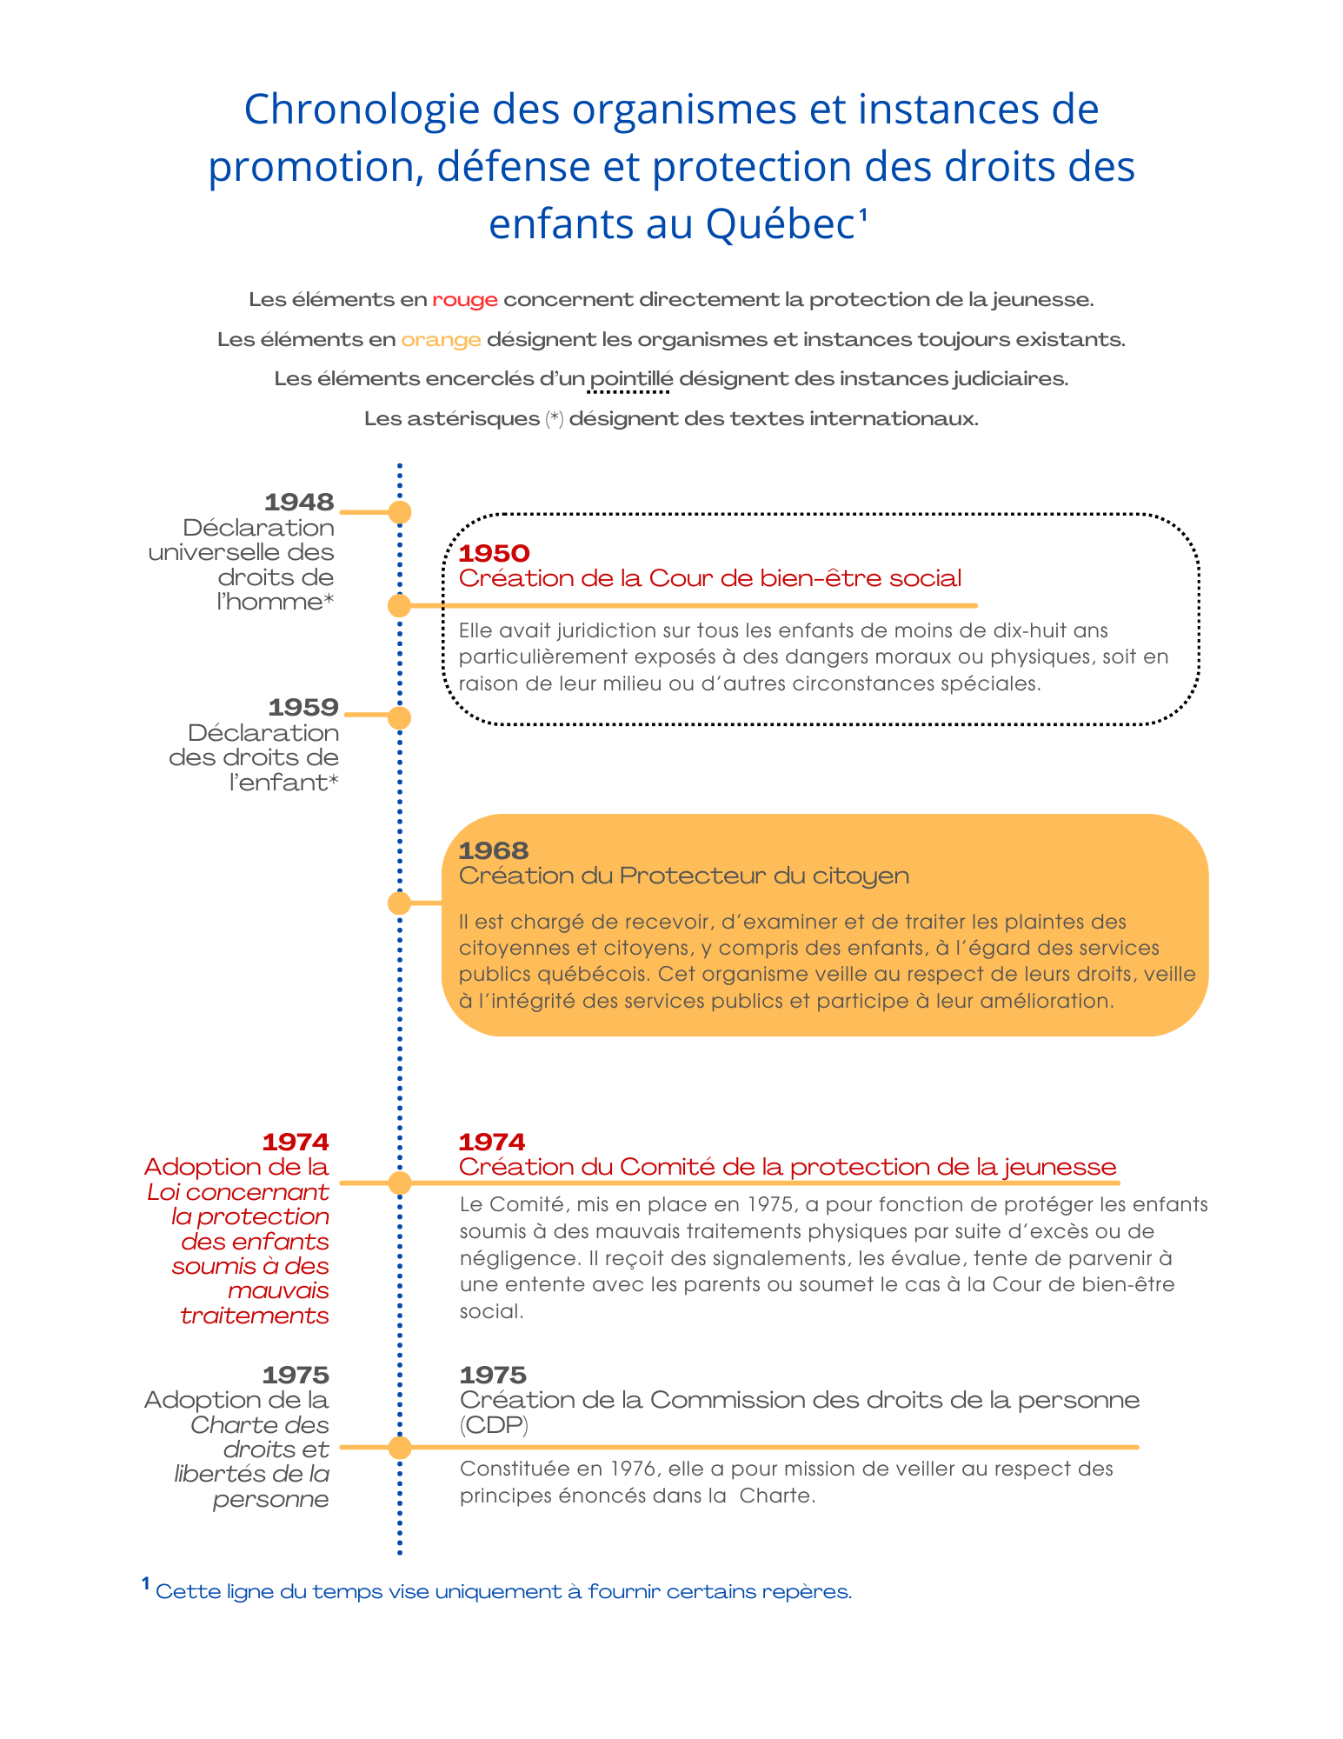 Chronologie des organismes et instances de
promotion, défense et protection des droits des
enfants au Québec¹
Les éléments en rouge concernent directement la protection de la jeunesse.
Les éléments en orange désignent les organismes et instances toujours existants.
Les éléments encerclés d'un pointillé désignent des instances judiciaires.
Les astérisques (*) désignent des textes internationaux.
1948
Déclaration
universelle des
droits de
l'homme*
1950
Création de la Cour de bien-être social
Elle avait juridiction sur tous les enfants de moins de dix-huit ans
particulièrement exposés à des dangers moraux ou physiques, soit en
raison de leur milieu ou d'autres circonstances spéciales.
1959
Déclaration
des droits de
l'enfant*
1968
Création du Protecteur du citoyen
Il est chargé de recevoir, d'examiner et de traiter les plaintes des
citoyennes et citoyens, y compris des enfants, à l'égard des services
publics québécois. Cet organisme veille au respect de leurs droits, veille
à l'intégrité des services publics et participe à leur amélioration.
1974
Adoption de la
Loi concernant
la protection
des enfants
soumis à des
mauvais
traitements
1974
Création du Comité de la protection de la jeunesse
Le Comité, mis en place en 1975, a pour fonction de protéger les enfants
soumis à des mauvais traitements physiques par suite d'excès ou de
négligence. Il reçoit des signalements, les évalue, tente de parvenir à
une entente avec les parents ou soumet le cas à la Cour de bien-être
social.
1975
Adoption de la
Charte des
droits et
libertés de la
personne
1975
Création de la Commission des droits de la personne
(CDP)
Constituée en 1976, elle a pour mission de veiller au respect des
principes énoncés dans la  Charte.
¹ Cette ligne du temps vise uniquement à fournir certains repères.